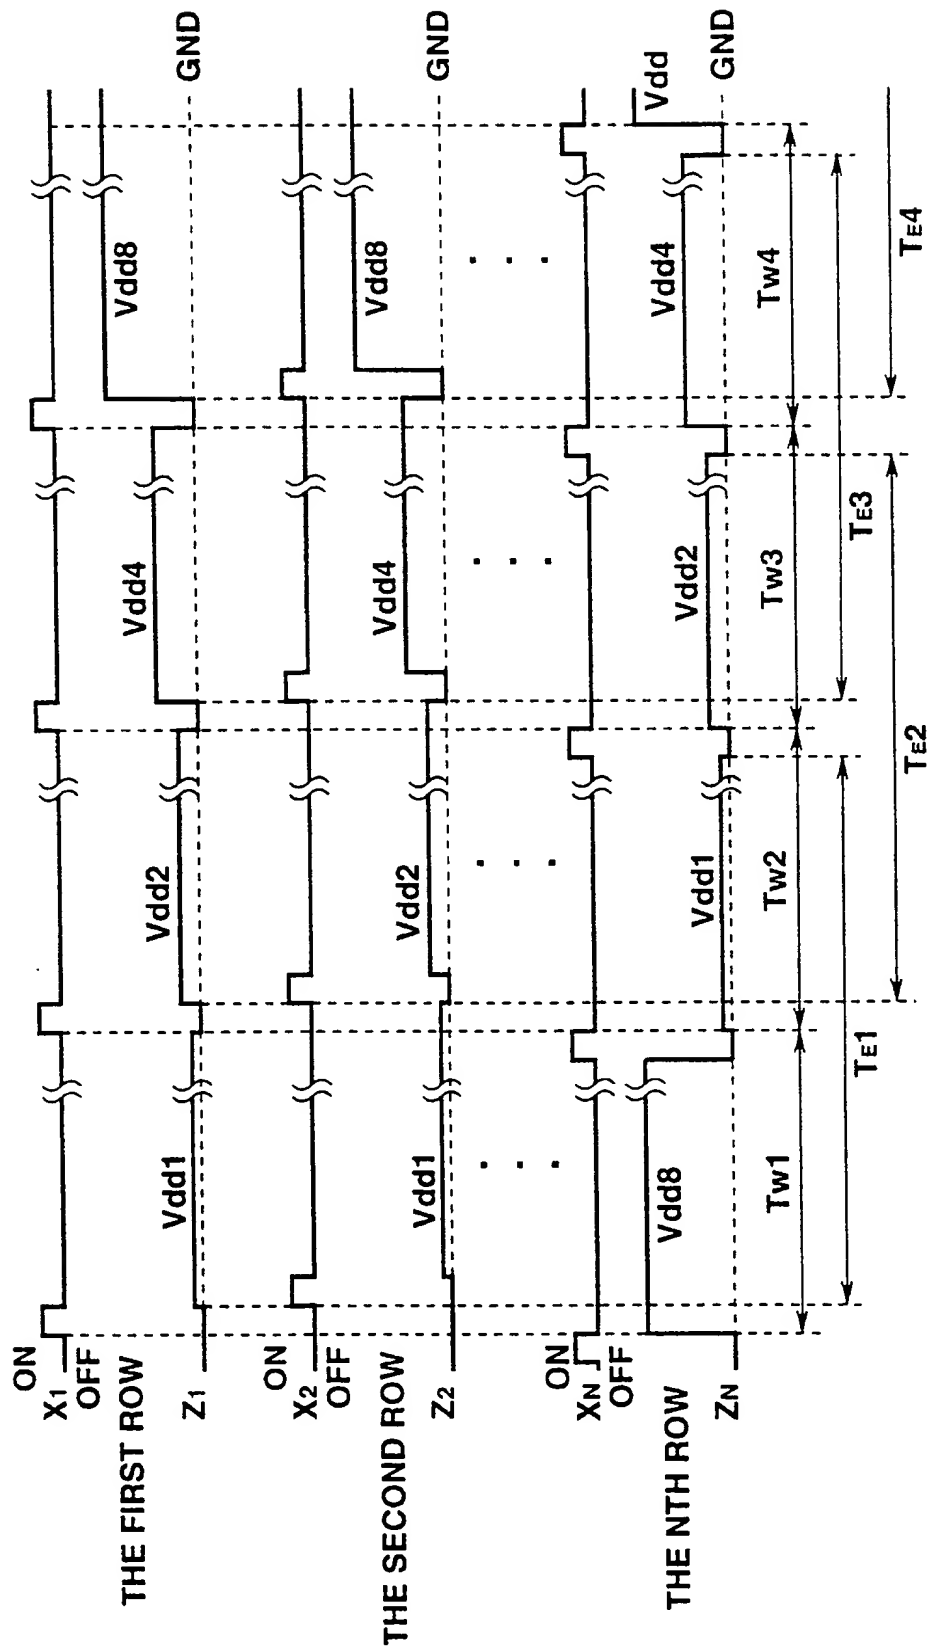 ON
X1
OFF
THE FIRST ROW
Z1
Vdd1
Vdd2
Vdd4
Vdd8
GND
ON
X2
OFF
THE SECOND ROW
Z2
Vdd1
Vdd2
Vdd4
Vdd8
GND
ON
XN
OFF
THE NTH ROW
ZN
Vdd8
Vdd1
Vdd2
Vdd4
Vdd
GND
TW1
TW2
TW3
TW4
TE1
TE3
TE2
TE4